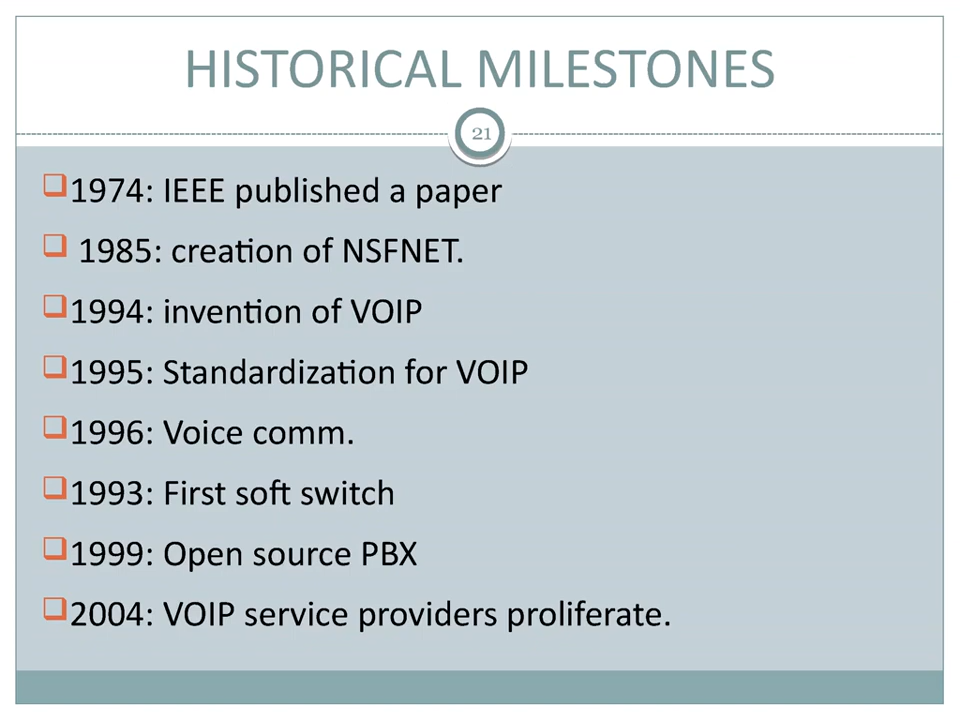 HISTORICAL MILESTONES
21
1974: IEEE published a paper
1985: creation of NSFNET.
1994: invention of VOIP
1995: Standardization for VOIP
1996: Voice comm.
1993: First soft switch
1999: Open source PBX
2004: VOIP service providers proliferate.